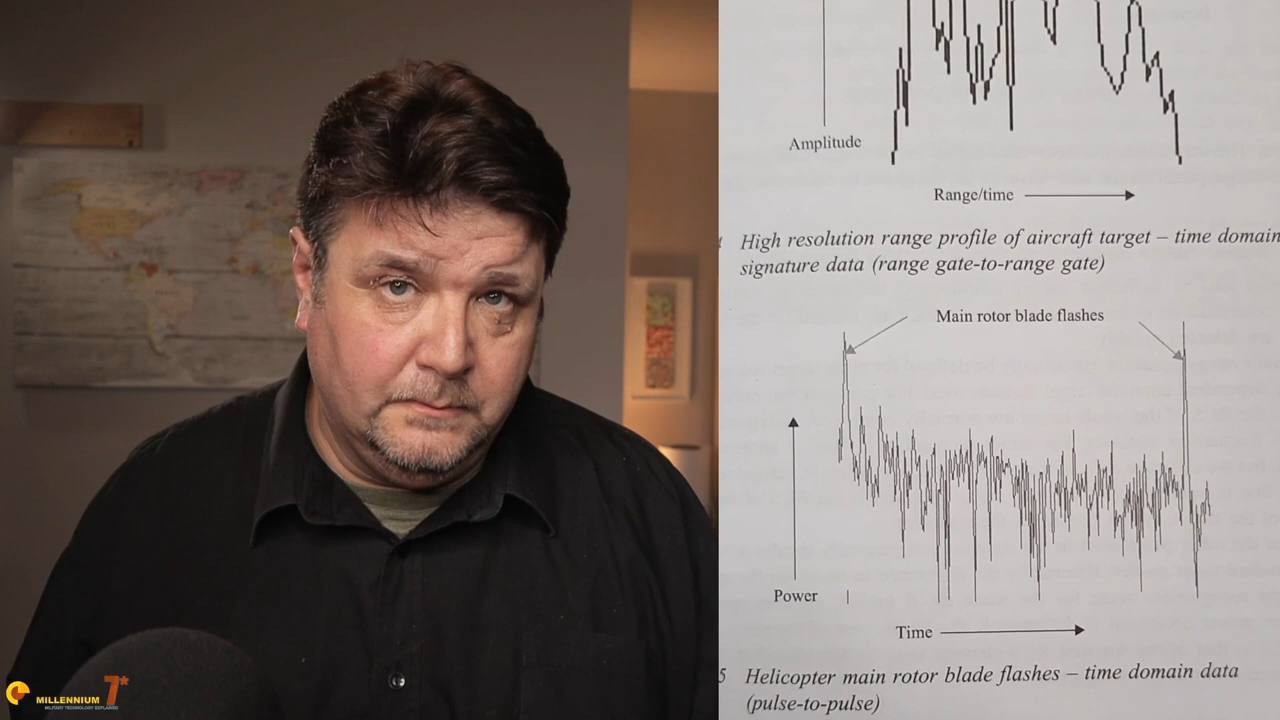 Amplitude
Range/time
High resolution range profile of aircraft target – time domain
signature data (range gate-to-range gate)
Main rotor blade flashes
Power
Time
5 Helicopter main rotor blade flashes – time domain data
(pulse-to-pulse)
MILLENNIUM 7*
MILITARY TECHNOLOGY EXPLAINED